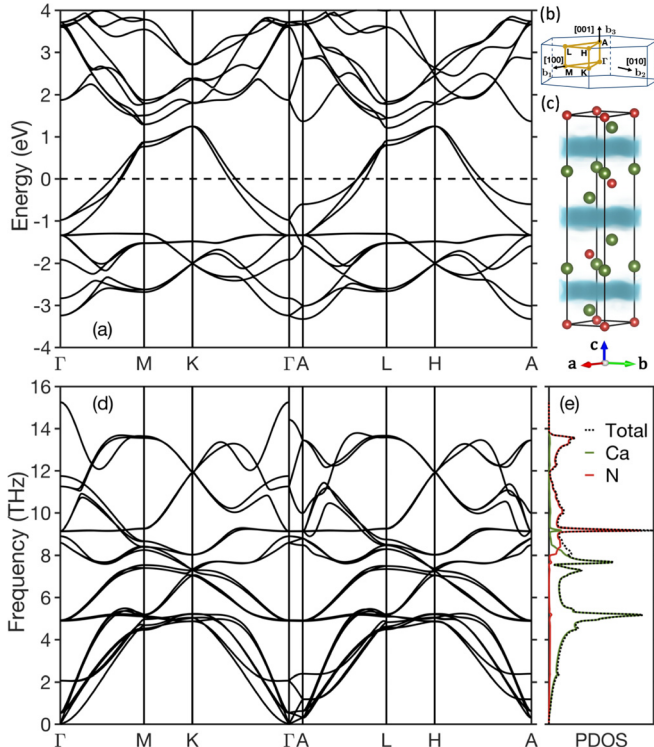 4
3
2
1
0
-1
-2
-3
-4
Energy (eV)
(a)
Γ M K Γ A L H A
(b)
[001]
b3
A
L H
[100]
Γ
[010]
b1
M K
b2
(c)
c
a b
16
14
12
10
8
6
4
2
0
Frequency (THz)
(d)
Γ M K Γ A L H A
(e)
Total
Ca
N
PDOS